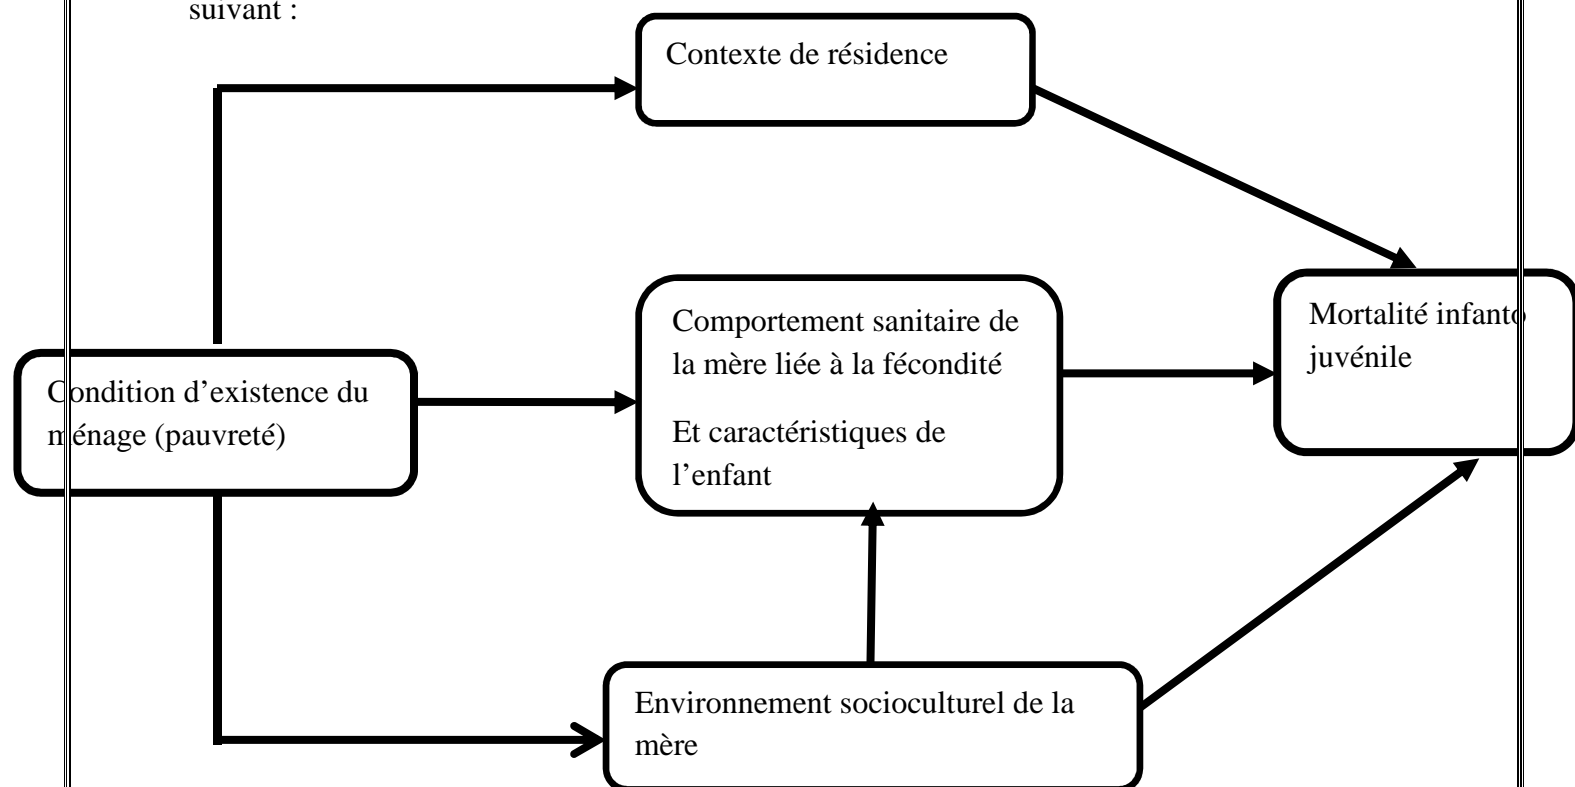 suivant :
Contexte de résidence
Comportement sanitaire de
la mère liée à la fécondité
Et caractéristiques de
l’enfant
Mortalité infanto
juvénile
Condition d’existence du
ménage (pauvreté)
Environnement socioculturel de la
mère